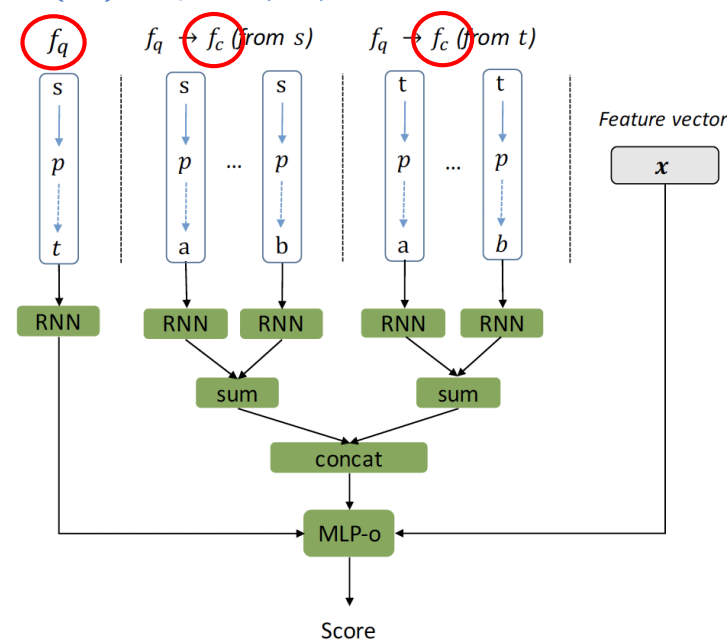 f_q f_q → f_c (from s) f_q → f_c (from t)
s s s t t
Feature vector
p p ... p p ... p x
t a b a b
RNN RNN RNN RNN RNN
sum sum
concat
MLP-o
Score